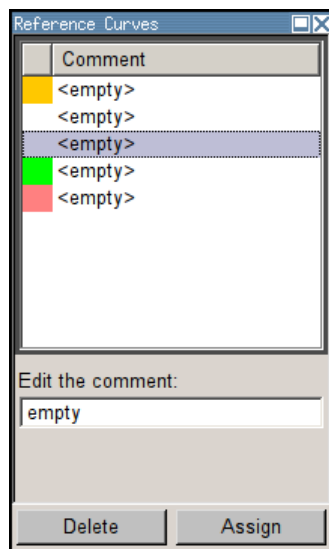 Reference Curves
Comment
<empty>
<empty>
<empty>
<empty>
<empty>
Edit the comment:
empty
Delete Assign